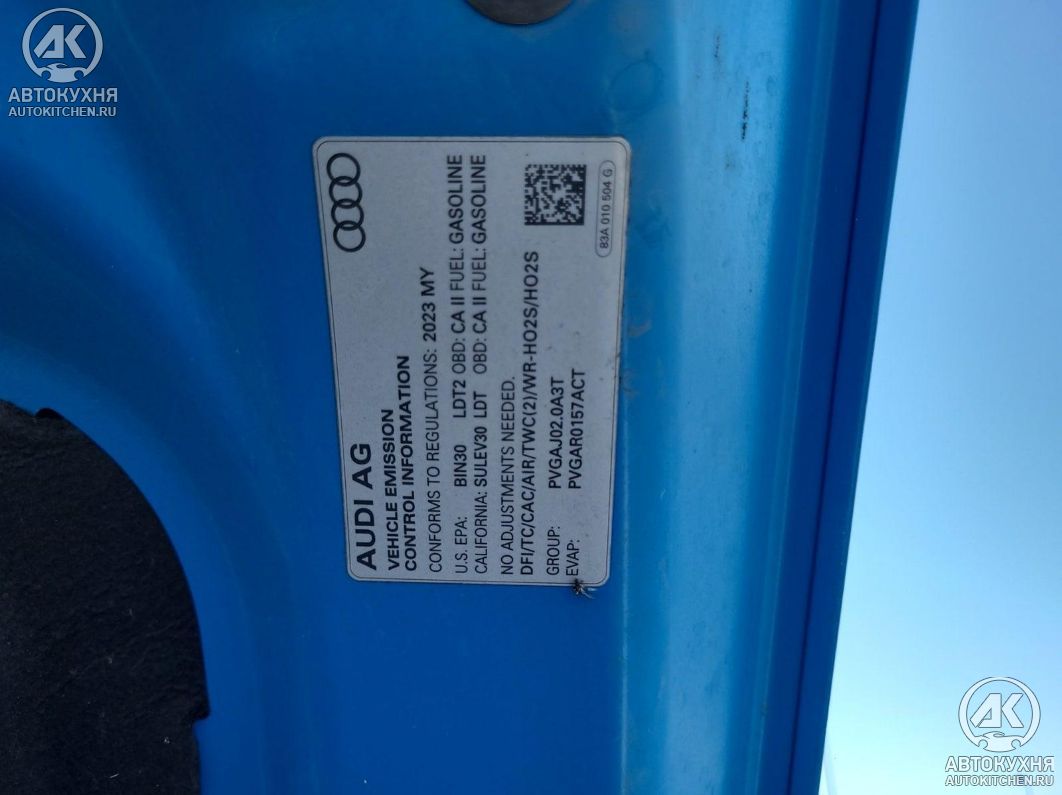 АК
АВТОКУХНЯ
AUTOKITCHEN.RU
AUDI AG
VEHICLE EMISSION
CONTROL INFORMATION
CONFORMS TO REGULATIONS: 2023 MY
U.S. EPA: BIN30 LDT2 OBD: CA II FUEL: GASOLINE
CALIFORNIA: SULEV30 LDT OBD: CA II FUEL: GASOLINE
NO ADJUSTMENTS NEEDED.
DFI/TC/CAC/AIR/TWC(2)/WR-HO2S/HO2S
GROUP: PVGAJ02.0A3T
EVAP: PVGAR0157ACT
83A 010 504 G
АК
АВТОКУХНЯ
AUTOKITCHEN.RU